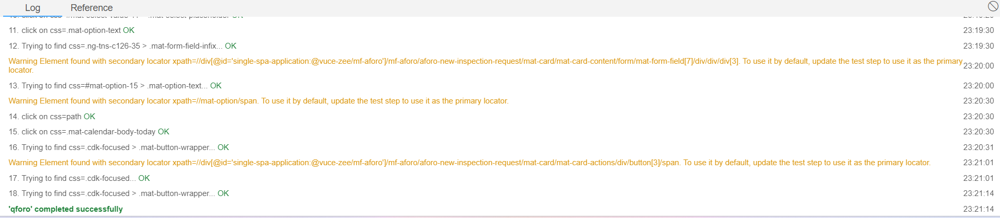 Log Reference
11. click on css=.mat-option-text OK 23:19:30
12. Trying to find css=.ng-tns-c126-35 > .mat-form-field-infix... OK 23:19:30
Warning Element found with secondary locator xpath=//div[@id='single-spa-application:@vuce-zee/mf-aforo']/mf-aforo/aforo-new-inspection-request/mat-card/mat-card-content/form/mat-form-field[7]/div/div/div[3]. To use it by default, update the test step to use it as the primary
locator. 23:20:00
13. Trying to find css=#mat-option-15 > .mat-option-text... OK 23:20:00
Warning Element found with secondary locator xpath=//mat-option/span. To use it by default, update the test step to use it as the primary locator. 23:20:30
14. click on css=path OK 23:20:30
15. click on css=.mat-calendar-body-today OK 23:20:30
16. Trying to find css=.cdk-focused > .mat-button-wrapper... OK 23:20:31
Warning Element found with secondary locator xpath=//div[@id='single-spa-application:@vuce-zee/mf-aforo']/mf-aforo/aforo-new-inspection-request/mat-card/mat-card-actions/div/button[3]/span. To use it by default, update the test step to use it as the primary locator. 23:21:01
17. Trying to find css=.cdk-focused... OK 23:21:01
18. Trying to find css=.cdk-focused > .mat-button-wrapper... OK 23:21:14
'qforo' completed successfully 23:21:14